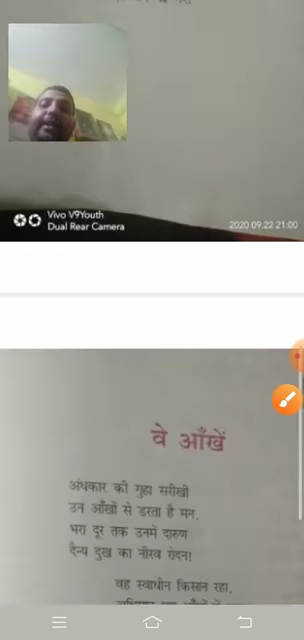 Vivo V9Youth
Dual Rear Camera
2020.09.22 21:00
वे आँखें
अंधकार की गुहा सरीखी
उन आँखों से डरता है मन,
भरा दूर तक उनमें दारुण
दैन्य दुख का नीरव रोदन!
वह स्वाधीन किसान रहा,